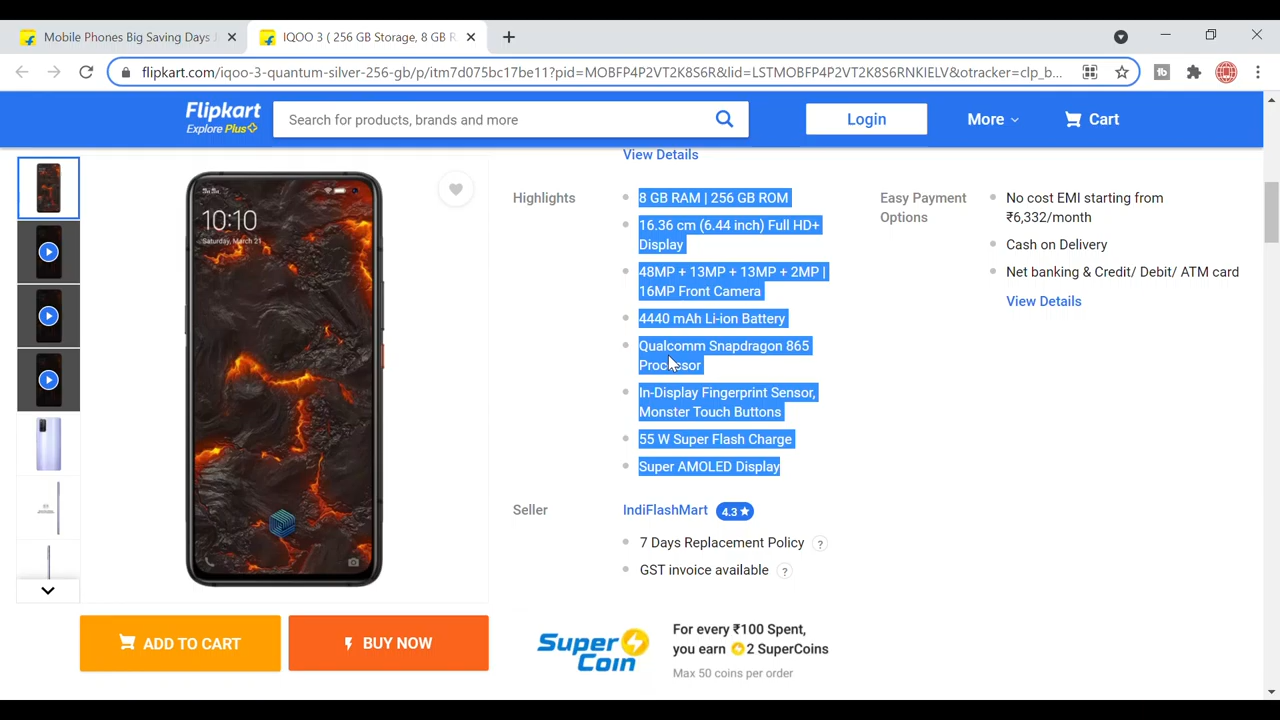 Mobile Phones Big Saving Days
IQOO 3 ( 256 GB Storage, 8 GB R
flipkart.com/iqoo-3-quantum-silver-256-gb/p/itm7d075bc17be11?pid=MOBFP4P2VT2K8S6R&lid=LSTMOBFP4P2VT2K8S6RNKIELV&otracker=clp_b...
Flipkart
Explore Plus
Search for products, brands and more
Login
More
Cart
View Details
10:10
Saturday, March 21
Highlights
8 GB RAM | 256 GB ROM
16.36 cm (6.44 inch) Full HD+
Display
48MP + 13MP + 13MP + 2MP |
16MP Front Camera
4440 mAh Li-ion Battery
Qualcomm Snapdragon 865
Processor
In-Display Fingerprint Sensor,
Monster Touch Buttons
55 W Super Flash Charge
Super AMOLED Display
Easy Payment
Options
No cost EMI starting from
₹6,332/month
Cash on Delivery
Net banking & Credit/ Debit/ ATM card
View Details
Seller
IndiFlashMart 4.3★
7 Days Replacement Policy ?
GST invoice available ?
ADD TO CART
BUY NOW
Super
Coin
For every ₹100 Spent,
you earn 2 SuperCoins
Max 50 coins per order